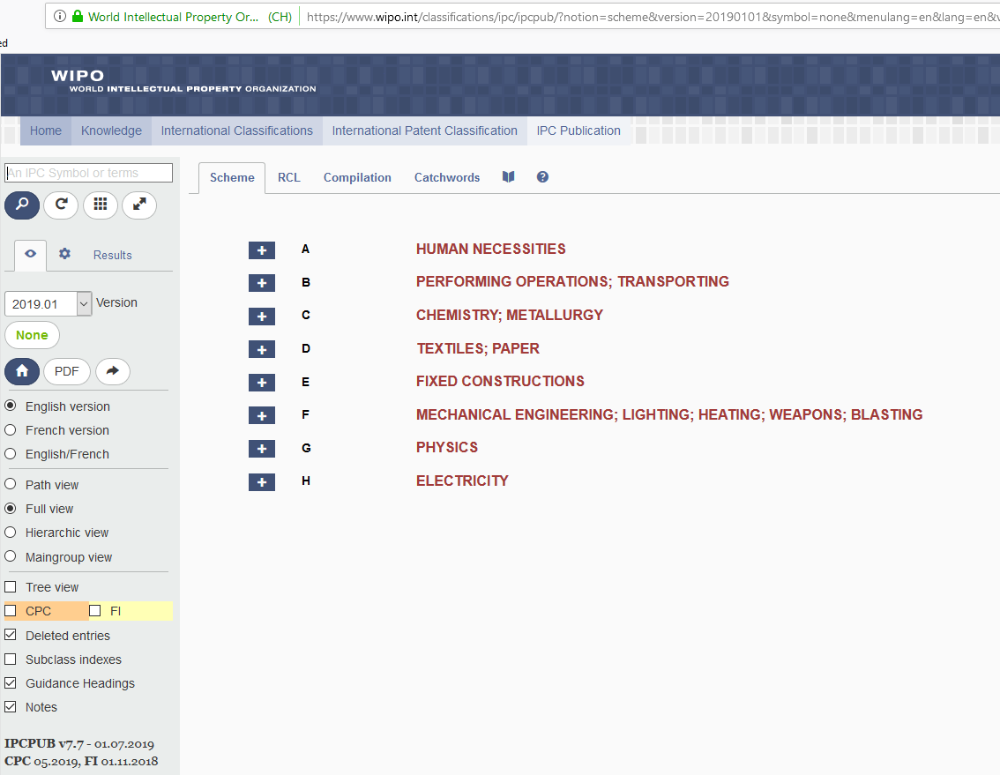 World Intellectual Property Or... (CH) https://www.wipo.int/classifications/ipc/ipcpub/?notion=scheme&version=20190101&symbol=none&menulang=en&lang=en&v
ed
WIPO
WORLD INTELLECTUAL PROPERTY ORGANIZATION
Home Knowledge International Classifications International Patent Classification IPC Publication
An IPC Symbol or terms
Scheme RCL Compilation Catchwords
Results
2019.01 Version
None
PDF
English version
French version
English/French
Path view
Full view
Hierarchic view
Maingroup view
Tree view
CPC FI
Deleted entries
Subclass indexes
Guidance Headings
Notes
IPCPUB v7.7 - 01.07.2019
CPC 05.2019, FI 01.11.2018
A HUMAN NECESSITIES
B PERFORMING OPERATIONS; TRANSPORTING
C CHEMISTRY; METALLURGY
D TEXTILES; PAPER
E FIXED CONSTRUCTIONS
F MECHANICAL ENGINEERING; LIGHTING; HEATING; WEAPONS; BLASTING
G PHYSICS
H ELECTRICITY